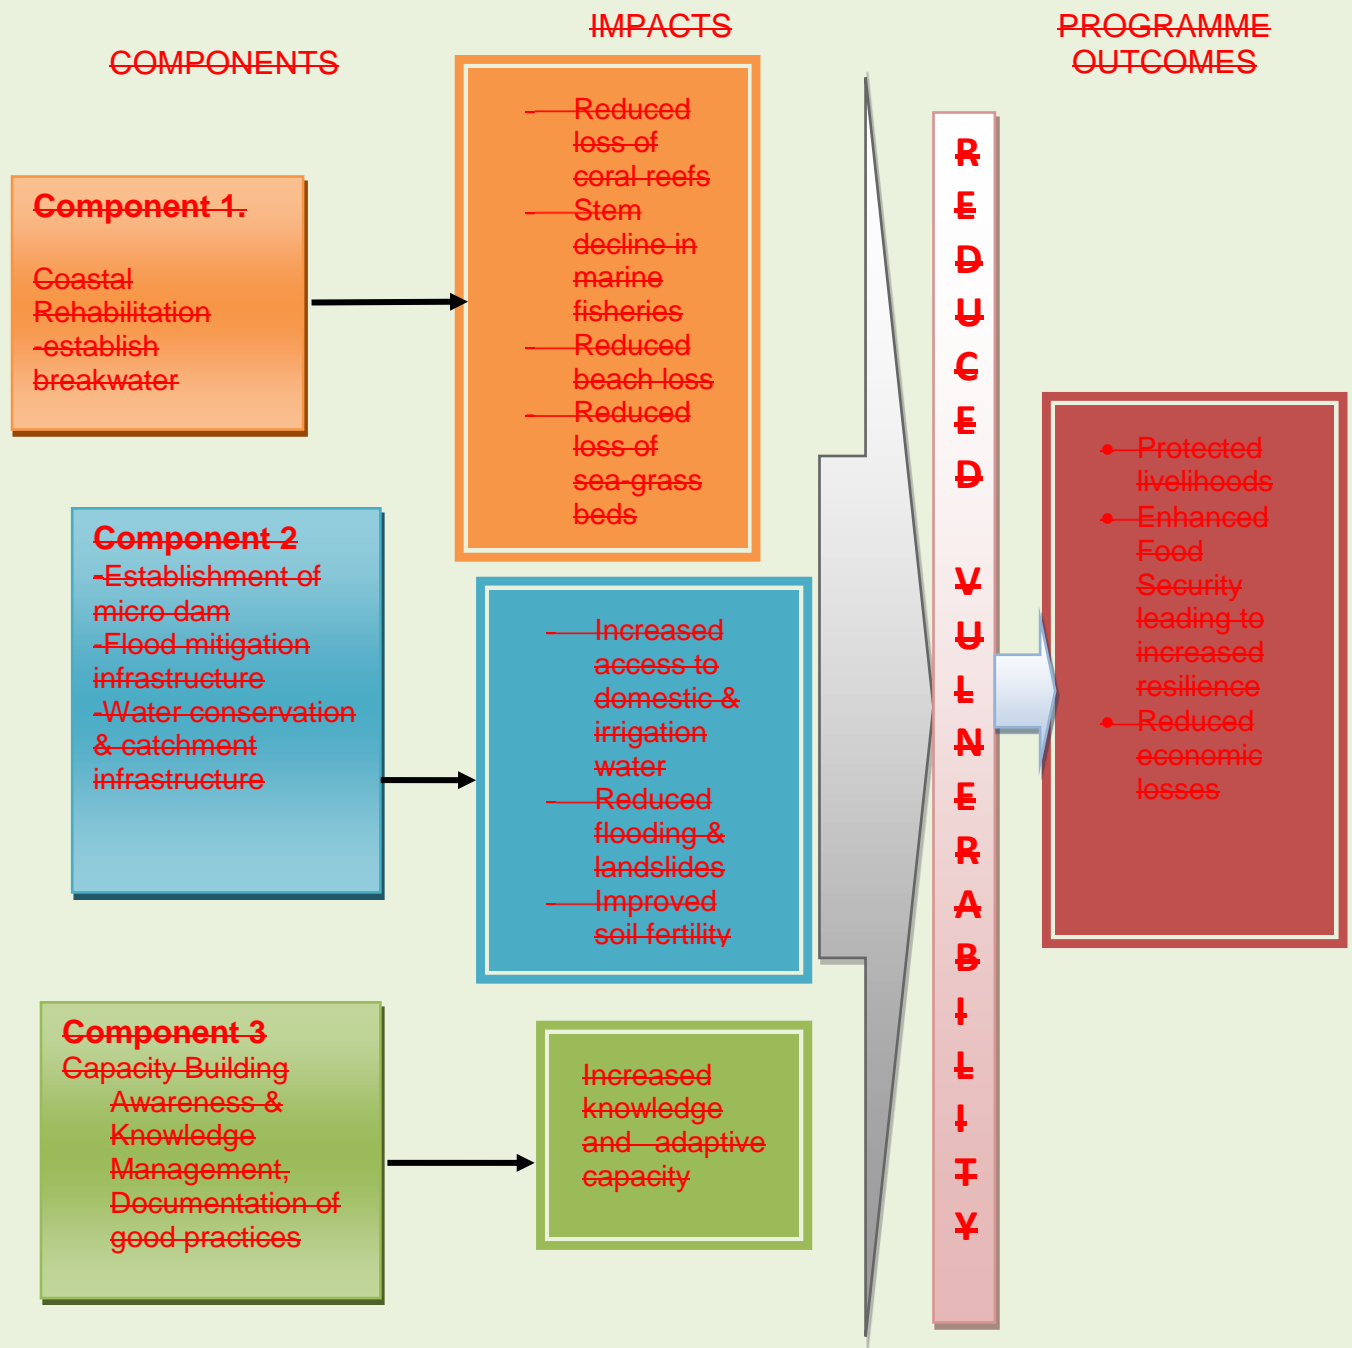 COMPONENTS
IMPACTS
PROGRAMME
OUTCOMES
Component 1.
Coastal
Rehabilitation
-establish
breakwater
- Reduced
loss of
coral reefs
- Stem
decline in
marine
fisheries
- Reduced
beach loss
- Reduced
loss of
sea-grass
beds
Component 2
-Establishment of
micro dam
-Flood mitigation
infrastructure
-Water conservation
& catchment
infrastructure
- Increased
access to
domestic &
irrigation
water
- Reduced
flooding &
landslides
- Improved
soil fertility
Component 3
Capacity Building
Awareness &
Knowledge
Management,
Documentation of
good practices
Increased
knowledge
and adaptive
capacity
R
E
D
U
C
E
D
V
U
L
N
E
R
A
B
I
L
I
T
Y
• Protected
livelihoods
• Enhanced
Food
Security
leading to
increased
resilience
• Reduced
economic
losses